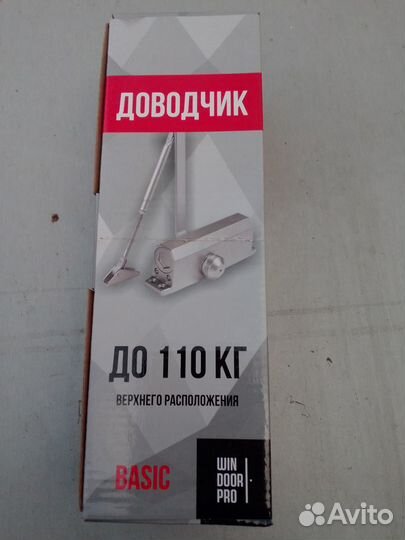 ДОВОДЧИК
ДО 110 КГ
ВЕРХНЕГО РАСПОЛОЖЕНИЯ
BASIC
WIN
DOOR
PRO
Avito